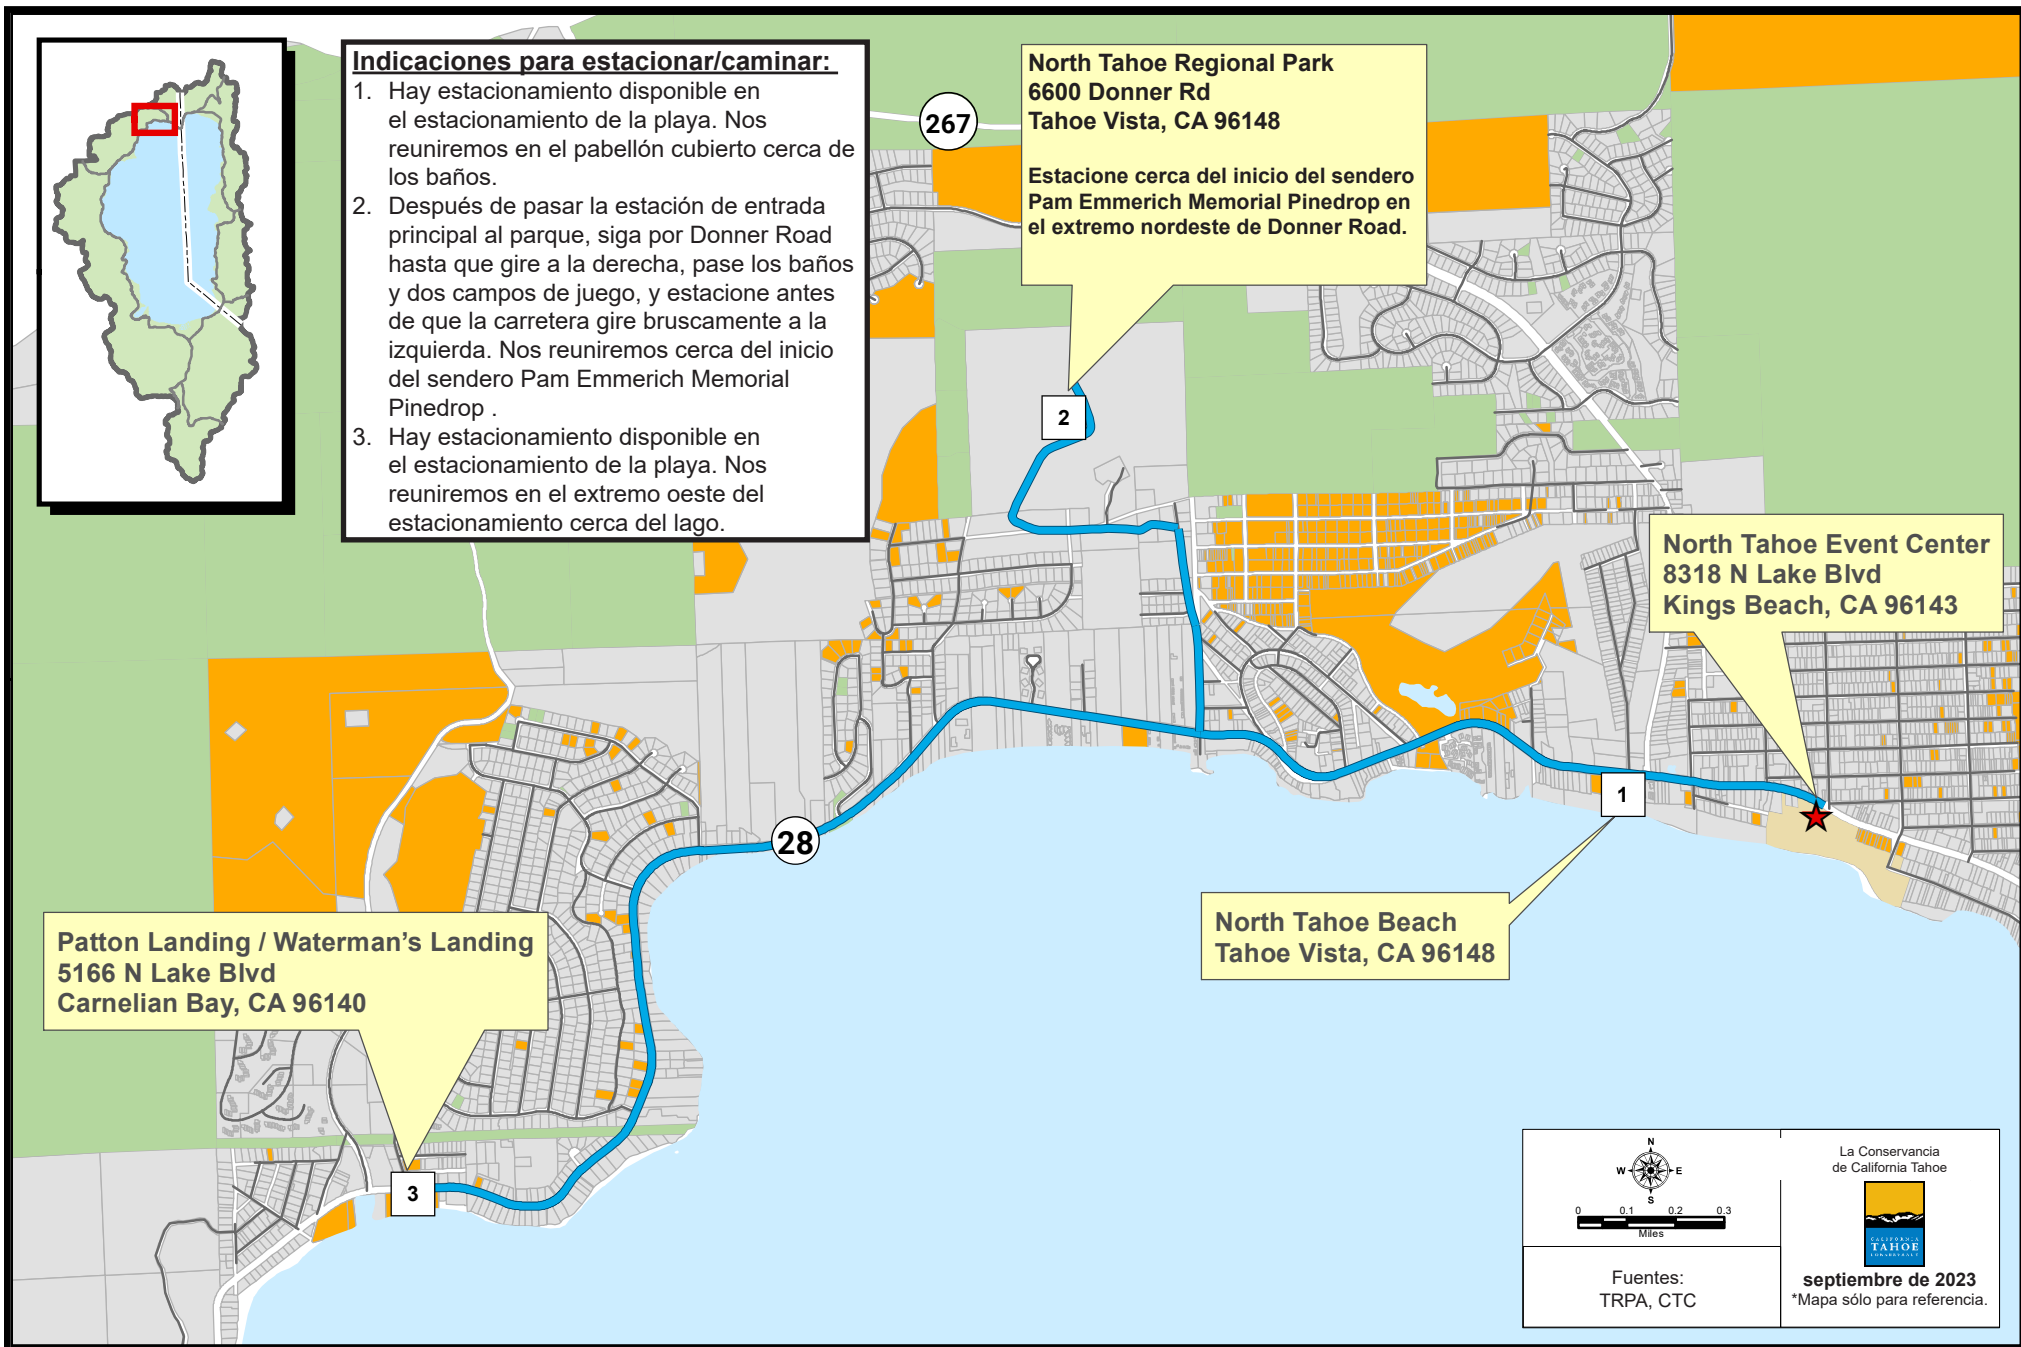 Indicaciones para estacionar/caminar:
1. Hay estacionamiento disponible en
el estacionamiento de la playa. Nos
reuniremos en el pabellón cubierto cerca de
los baños.
2. Después de pasar la estación de entrada
principal al parque, siga por Donner Road
hasta que gire a la derecha, pase los baños
y dos campos de juego, y estacione antes
de que la carretera gire bruscamente a la
izquierda. Nos reuniremos cerca del inicio
del sendero Pam Emmerich Memorial
Pinedrop .
3. Hay estacionamiento disponible en
el estacionamiento de la playa. Nos
reuniremos en el extremo oeste del
estacionamiento cerca del lago.
267
North Tahoe Regional Park
6600 Donner Rd
Tahoe Vista, CA 96148
Estacione cerca del inicio del sendero
Pam Emmerich Memorial Pinedrop en
el extremo nordeste de Donner Road.
2
North Tahoe Event Center
8318 N Lake Blvd
Kings Beach, CA 96143
1
28
North Tahoe Beach
Tahoe Vista, CA 96148
Patton Landing / Waterman's Landing
5166 N Lake Blvd
Carnelian Bay, CA 96140
3
N
W E
S
0 0.1 0.2 0.3
Miles
Fuentes:
TRPA, CTC
La Conservancia
de California Tahoe
CALIFORNIA
TAHOE
CONSERVANCY
septiembre de 2023
*Mapa sólo para referencia.